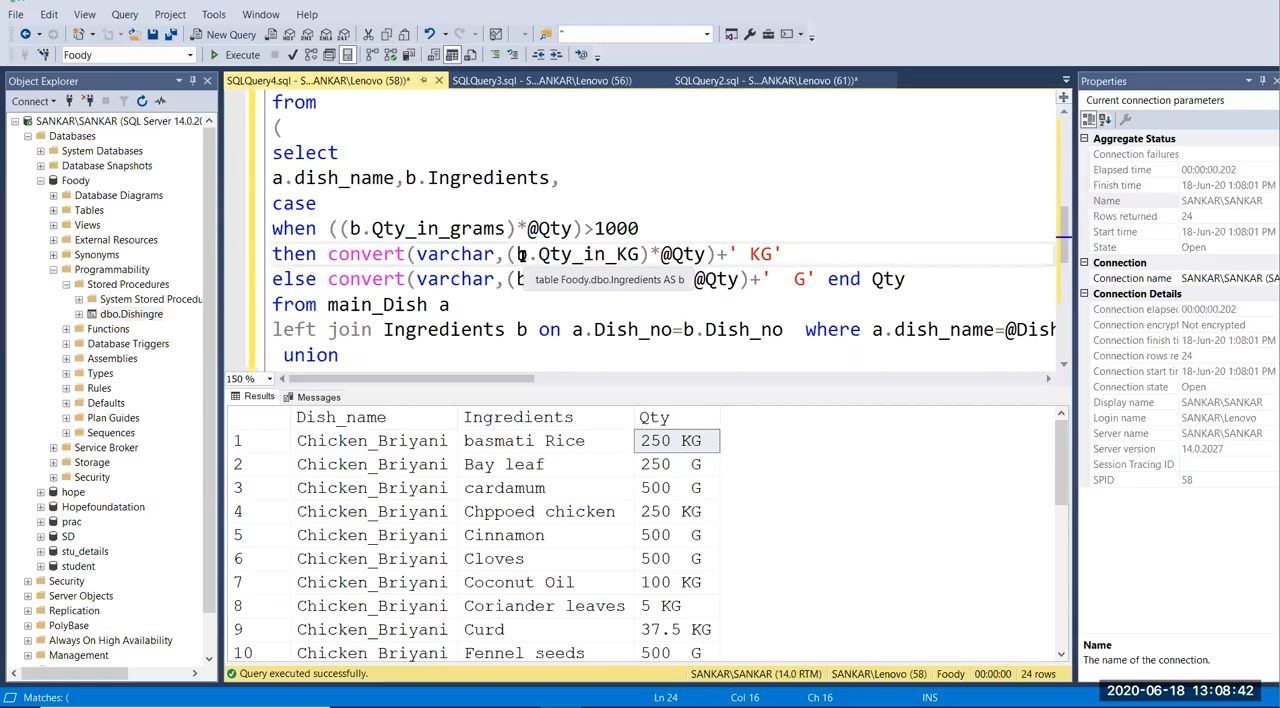 File Edit View Query Project Tools Window Help
New Query
Foody Execute
Object Explorer
Connect
SANKAR\SANKAR (SQL Server 14.0.20
Databases
System Databases
Database Snapshots
Foody
Database Diagrams
Tables
Views
External Resources
Synonyms
Programmability
Stored Procedures
System Stored Procedu
dbo.Dishingre
Functions
Database Triggers
Assemblies
Types
Rules
Defaults
Plan Guides
Sequences
Service Broker
Storage
Security
hope
Hopefoundatation
prac
SD
stu_details
student
Security
Server Objects
Replication
PolyBase
Always On High Availability
Management
SQLQuery4.sql - S...ANKAR\Lenovo (58))* SQLQuery3.sql - S...ANKAR\Lenovo (56)) SQLQuery2.sql - S...ANKAR\Lenovo (61))*
from
(
select
a.dish_name,b.Ingredients,
case
when ((b.Qty_in_grams)*@Qty)>1000
then convert(varchar,(b.Qty_in_KG)*@Qty)+' KG'
else convert(varchar,(b @Qty)+'  G' end Qty
table Foody.dbo.Ingredients AS b
from main_Dish a
left join Ingredients b on a.Dish_no=b.Dish_no where a.dish_name=@Dish
union
150 %
Results Messages
Dish_name Ingredients Qty
1 Chicken_Briyani basmati Rice 250 KG
2 Chicken_Briyani Bay leaf 250 G
3 Chicken_Briyani cardamum 500 G
4 Chicken_Briyani Chppoed chicken 250 KG
5 Chicken_Briyani Cinnamon 500 G
6 Chicken_Briyani Cloves 500 G
7 Chicken_Briyani Coconut Oil 100 KG
8 Chicken_Briyani Coriander leaves 5 KG
9 Chicken_Briyani Curd 37.5 KG
10 Chicken_Briyani Fennel seeds 500 G
Query executed successfully. SANKAR\SANKAR (14.0 RTM) SANKAR\Lenovo (58) Foody 00:00:00 24 rows
Properties
Current connection parameters
Aggregate Status
Connection failures
Elapsed time 00:00:00.202
Finish time 18-Jun-20 1:08:01 PM
Name SANKAR\SANKAR
Rows returned 24
Start time 18-Jun-20 1:08:01 PM
State Open
Connection
Connection name SANKAR\SANKAR (SA
Connection Details
Connection elapse 00:00:00.202
Connection encryp Not encrypted
Connection finish ti 18-Jun-20 1:08:01 PM
Connection rows re 24
Connection start tir 18-Jun-20 1:08:01 PM
Connection state Open
Display name SANKAR\SANKAR
Login name SANKAR\Lenovo
Server name SANKAR\SANKAR
Server version 14.0.2027
Session Tracing ID
SPID 58
Name
The name of the connection.
2020-06-18 13:08:42
Matches: ( Ln 24 Col 16 Ch 16 INS